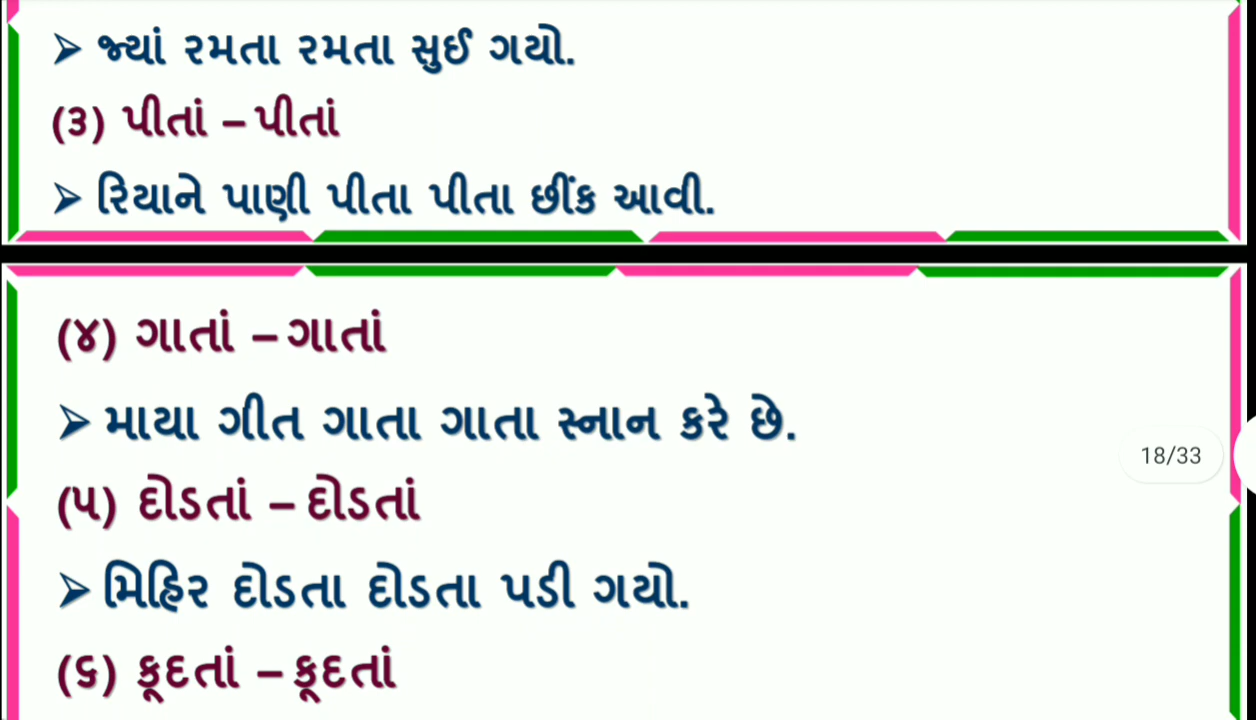 ➢ જ્યાં રમતા રમતા સુઈ ગયો.
(૩) પીતાં – પીતાં
➢ રિયાને પાણી પીતા પીતા છીંક આવી.
(૪) ગાતાં – ગાતાં
➢ માયા ગીત ગાતા ગાતા સ્નાન કરે છે.
18/33
(૫) દોડતાં – દોડતાં
➢ મિહિર દોડતા દોડતા પડી ગયો.
(૬) કૂદતાં – કૂદતાં